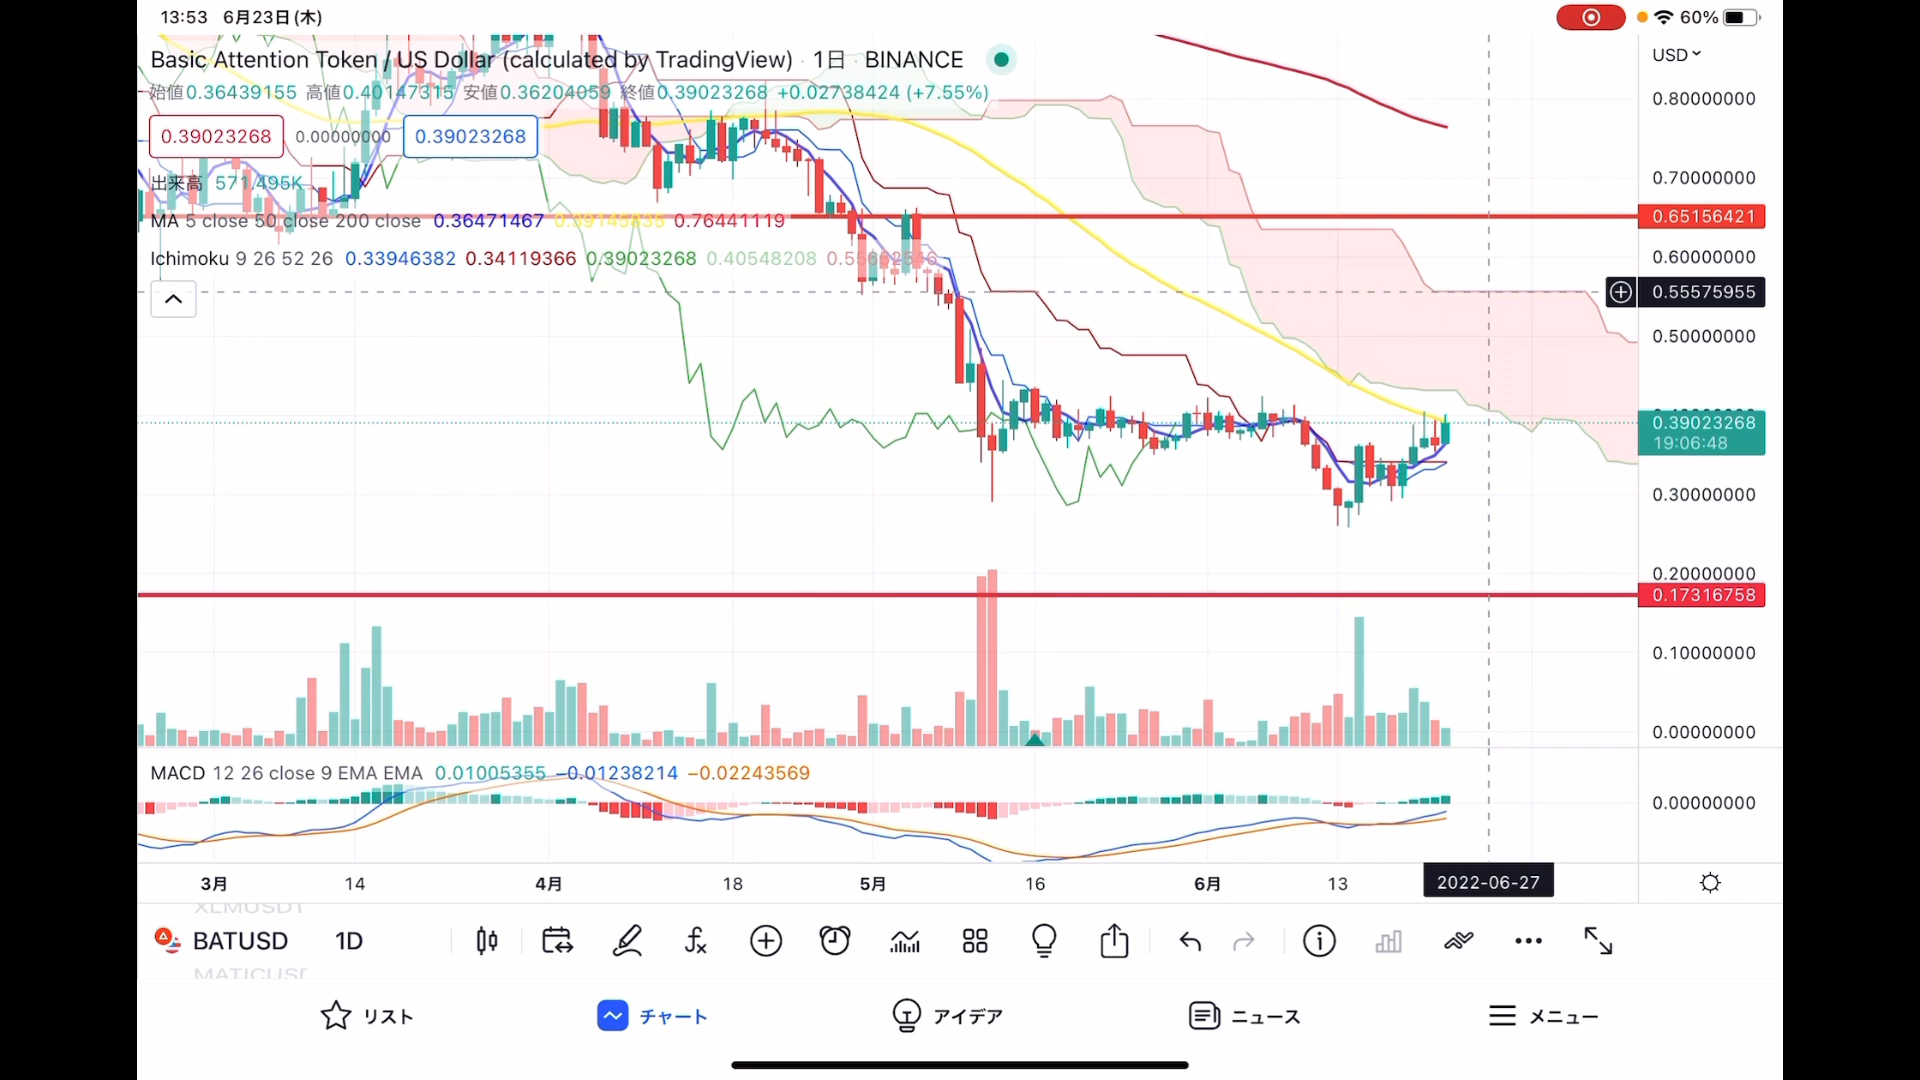 13:53 6月23日(木)
60%
Basic Attention Token / US Dollar (calculated by TradingView) · 1日 · BINANCE
USD
始値0.36439155 高値0.40147315 安値0.36204059 終値0.39023268 +0.02738424 (+7.55%)
0.39023268 0.00000000 0.39023268
出来高 571.495K
MA 5 close 50 close 200 close 0.36471467 0.76441119
Ichimoku 9 26 52 26 0.33946382 0.34119366 0.39023268 0.40548208
0.80000000
0.70000000
0.65156421
0.60000000
0.55575955
0.50000000
0.39023268
19:06:48
0.30000000
0.20000000
0.17316758
0.10000000
0.00000000
MACD 12 26 close 9 EMA EMA 0.01005355 −0.01238214 −0.02243569
0.00000000
3月 14 4月 18 5月 16 6月 13 2022-06-27
XLMUSDT
BATUSD 1D
リスト チャート アイデア ニュース メニュー